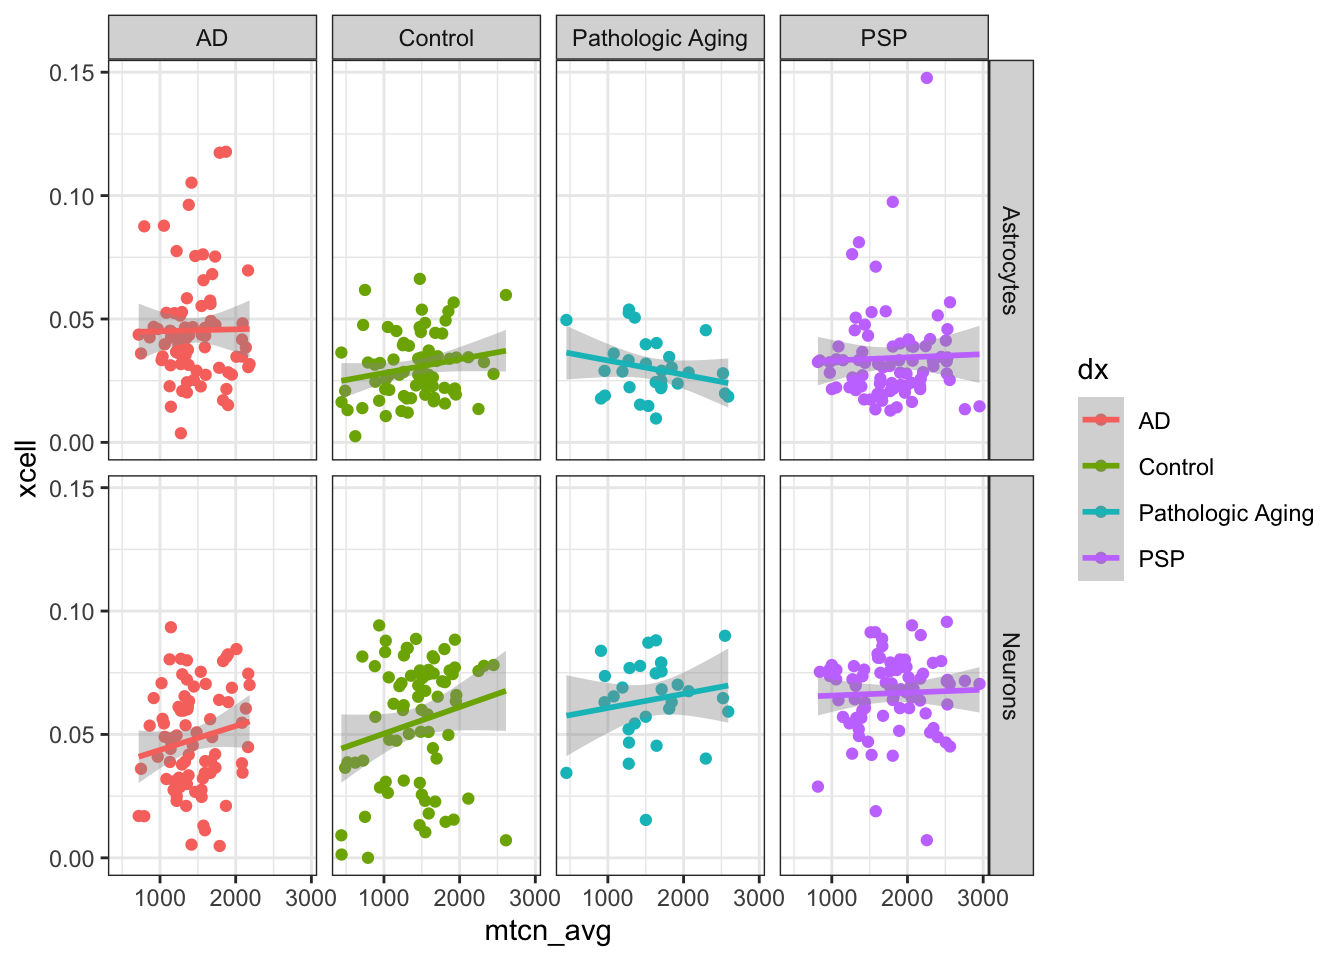 AD Control Pathologic Aging PSP
0.15
0.10
0.05
0.00
Astrocytes
0.15
0.10
0.05
0.00
Neurons
xcell
1000 2000 3000 1000 2000 3000 1000 2000 3000 1000 2000 3000
mtcn_avg
dx
AD
Control
Pathologic Aging
PSP